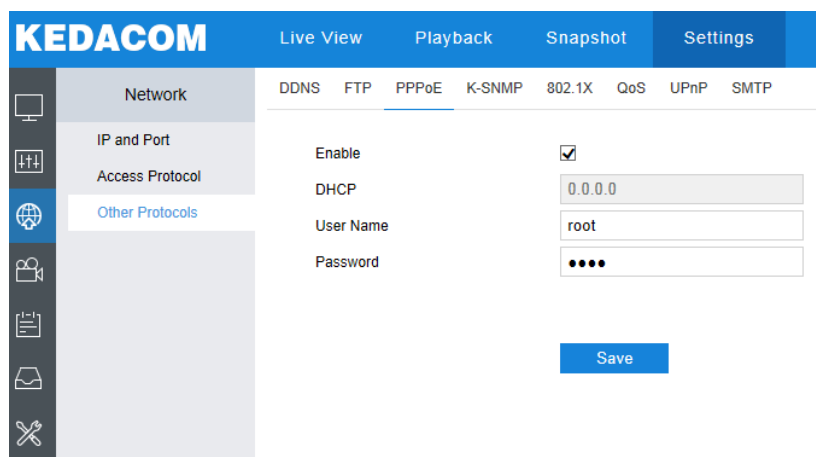 KEDACOM Live View Playback Snapshot Settings
Network
DDNS FTP PPPoE K-SNMP 802.1X QoS UPnP SMTP
IP and Port
Access Protocol
Other Protocols
Enable
DHCP 0.0.0.0
User Name root
Password ••••
Save